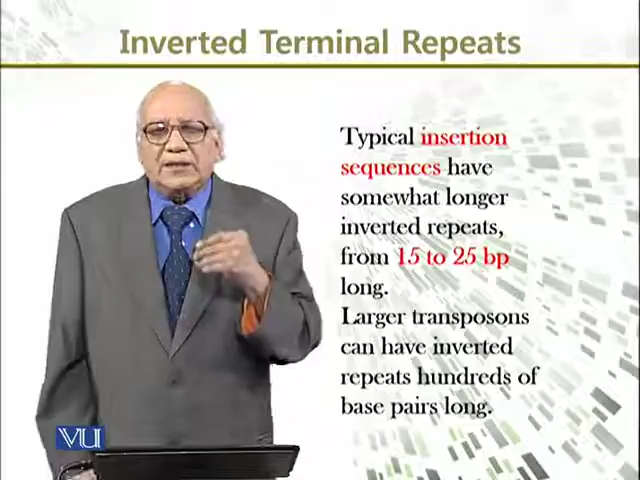 Inverted Terminal Repeats
Typical insertion
sequences have
somewhat longer
inverted repeats,
from 15 to 25 bp
long.
Larger transposons
can have inverted
repeats hundreds of
base pairs long.
VU